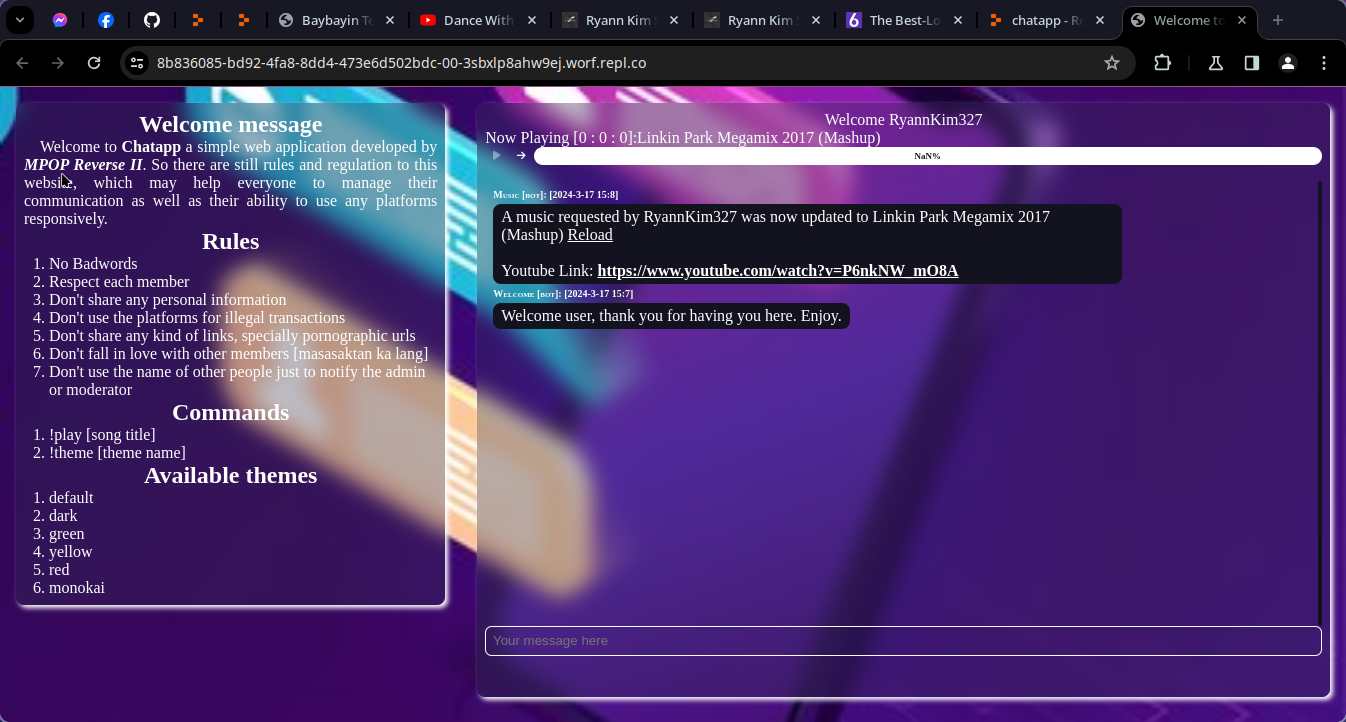 Baybayin Te
Dance With
Ryann Kim
Ryann Kim
The Best-Lo
chatapp - Re
Welcome to
8b836085-bd92-4fa8-8dd4-473e6d502bdc-00-3sbxlp8ahw9ej.worf.repl.co
Welcome message
Welcome to Chatapp a simple web application developed by
MPOP Reverse II. So there are still rules and regulation to this
website, which may help everyone to manage their
communication as well as their ability to use any platforms
responsively.
Rules
1. No Badwords
2. Respect each member
3. Don't share any personal information
4. Don't use the platforms for illegal transactions
5. Don't share any kind of links, specially pornographic urls
6. Don't fall in love with other members [masasaktan ka lang]
7. Don't use the name of other people just to notify the admin
or moderator
Commands
1. !play [song title]
2. !theme [theme name]
Available themes
1. default
2. dark
3. green
4. yellow
5. red
6. monokai
Welcome RyannKim327
Now Playing [0 : 0 : 0]:Linkin Park Megamix 2017 (Mashup)
NaN%
Music [bot]: [2024-3-17 15:8]
A music requested by RyannKim327 was now updated to Linkin Park Megamix 2017
(Mashup) Reload
Youtube Link: https://www.youtube.com/watch?v=P6nkNW_mO8A
Welcome [bot]: [2024-3-17 15:7]
Welcome user, thank you for having you here. Enjoy.
Your message here